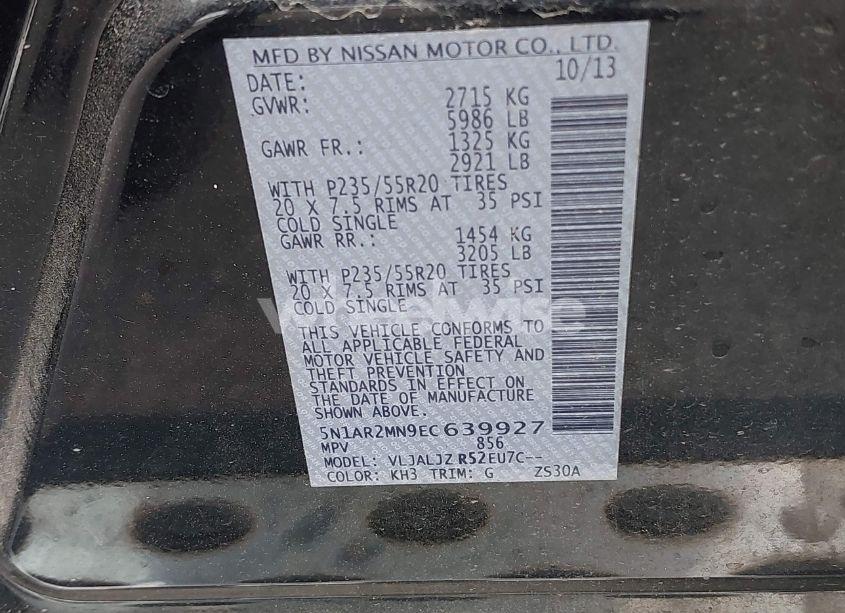 MFD BY NISSAN MOTOR CO., LTD.
DATE: 10/13
GVWR: 2715 KG
5986 LB
GAWR FR.: 1325 KG
2921 LB
WITH P235/55R20 TIRES
20 X 7.5 RIMS AT 35 PSI
COLD SINGLE
GAWR RR.: 1454 KG
3205 LB
WITH P235/55R20 TIRES
20 X 7.5 RIMS AT 35 PSI
COLD SINGLE
THIS VEHICLE CONFORMS TO
ALL APPLICABLE FEDERAL
MOTOR VEHICLE SAFETY AND
THEFT PREVENTION
STANDARDS IN EFFECT ON
THE DATE OF MANUFACTURE
SHOWN ABOVE.
5N1AR2MN9EC639927
MPV 856
MODEL: VLJALJZ R52EU7C--
COLOR: KH3 TRIM: G ZS30A